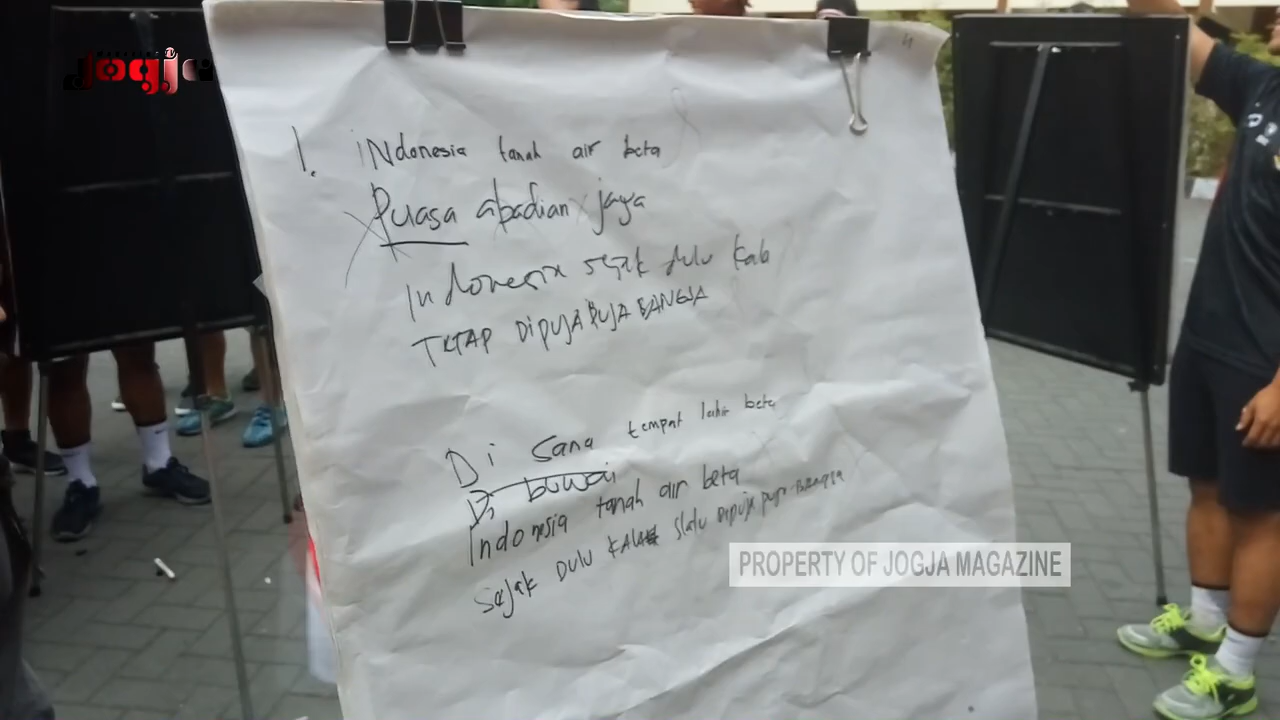 Jogja
1. iNdonesia tanah air beta
Puasa abadian jaya
Indonesia sejak dulu kala
TETAP DIPUJA PUJA BANGSA
Di Sana tempat lahir beta
Di buwai
Indonesia tanah air beta
sejak DULU KALA slalu DIPUJA puja BANGSA
PROPERTY OF JOGJA MAGAZINE